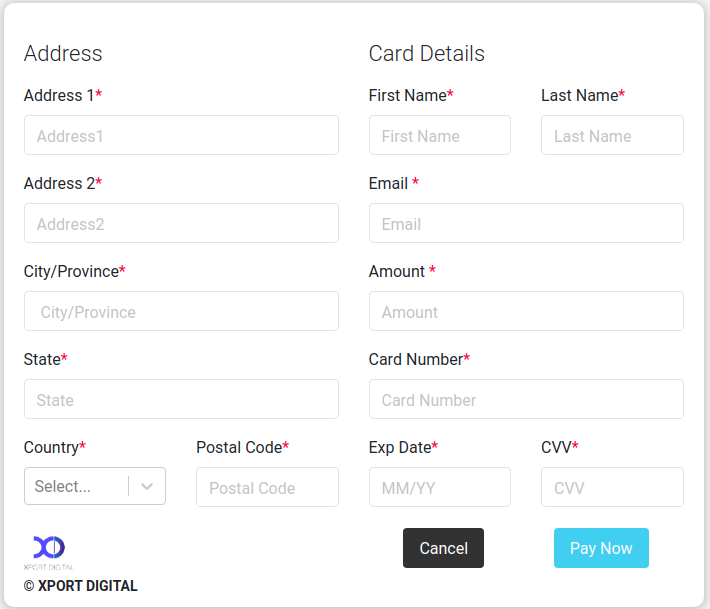 Address
Address 1*
Address1
Address 2*
Address2
City/Province*
City/Province
State*
State
Country* Postal Code*
Select... Postal Code
Card Details
First Name* Last Name*
First Name Last Name
Email *
Email
Amount *
Amount
Card Number*
Card Number
Exp Date* CVV*
MM/YY CVV
XD
XPORT DIGITAL
© XPORT DIGITAL
Cancel Pay Now